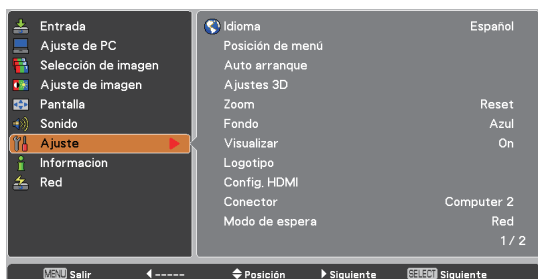 Entrada
Ajuste de PC
Selección de imagen
Ajuste de imagen
Pantalla
Sonido
Ajuste
Informacion
Red
Idioma Español
Posición de menú
Auto arranque
Ajustes 3D
Zoom Reset
Fondo Azul
Visualizar On
Logotipo
Config. HDMI
Conector Computer 2
Modo de espera Red
1 / 2
MENU Salir ----- Posición Siguiente SELECT Siguiente